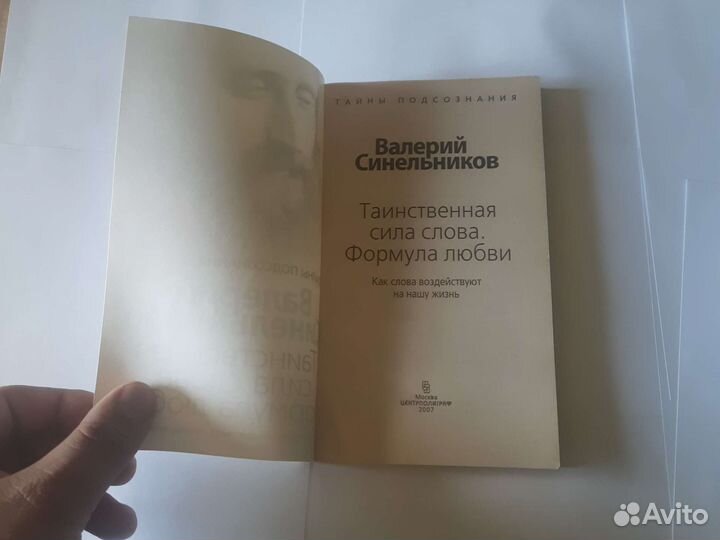 ТАЙНЫ ПОДСОЗНАНИЯ
Валерий
Синельников
Таинственная
сила слова.
Формула любви
Как слова воздействуют
на нашу жизнь
Москва
ЦЕНТРПОЛИГРАФ
2007
Avito